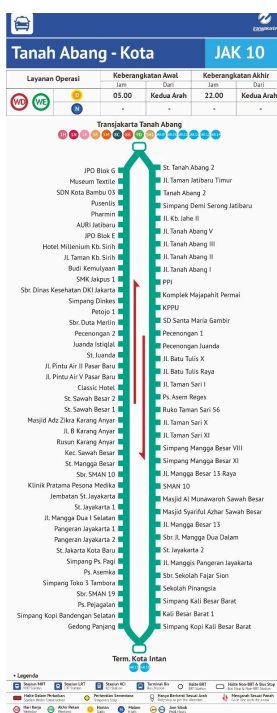 transjakarta
Tanah Abang - Kota
JAK 10
Layanan Operasi
Keberangkatan Awal
Keberangkatan Akhir
Jam
Dari
Jam
Dari
WD
WE
D
05.00
Kedua Arah
22.00
Kedua Arah
N
-
-
-
-
Transjakarta Tanah Abang
JPO Blok G
Museum Textile
SDN Kota Bambu 03
Pusenlis
Pharmin
AURI Jatibaru
JPO Blok E
Hotel Millenium Kb. Sirih
Jl. Taman Kb. Sirih
Budi Kemulyaan
SMK Jakpus 1
Sbr. Dinas Kesehatan DKI Jakarta
Simpang Dinkes
Petojo 1
Sbr. Duta Merlin
Pecenongan 2
Juanda Istiqlal
St. Juanda
Jl. Pintu Air II Pasar Baru
Jl. Pintu Air V Pasar Baru
Classic Hotel
St. Sawah Besar 2
St. Sawah Besar 1
Masjid Adz Zikra Karang Anyar
Jl. B Karang Anyar
Rusun Karang Anyar
Kec. Sawah Besar
St. Mangga Besar
Sbr. SMAN 10
Klinik Pratama Pesona Medika
Jembatan St. Jayakarta
St. Jayakarta 1
Jl. Mangga Dua I Selatan
Pangeran Jayakarta 1
Pangeran Jayakarta 2
St. Jakarta Kota Baru
Simpang Ps. Pagi
Ps. Asemka
Simpang Toko 3 Tambora
Sbr. SMAN 19
Ps. Pejagalan
Simpang Kopi Bandengan Selatan
Gedong Panjang
St. Tanah Abang 2
Jl. Taman Jatibaru Timur
Tanah Abang 2
Simpang Demi Serong Jatibaru
Jl. Kb. Jahe II
Jl. Tanah Abang V
Jl. Tanah Abang III
Jl. Tanah Abang II
Jl. Tanah Abang I
PPI
Komplek Majapahit Permai
KPPU
SD Santa Maria Gambir
Pecenongan 1
Pecenongan Juanda
Jl. Batu Tulis X
Jl. Batu Tulis Raya
Jl. Taman Sari I
Ps. Asem Reges
Ruko Taman Sari 56
Jl. Taman Sari X
Jl. Taman Sari XI
Simpang Mangga Besar VIII
Simpang Mangga Besar XI
Jl. Mangga Besar 13 Raya
SMAN 10
Masjid Al Munawaroh Sawah Besar
Masjid Syariful Azhar Sawah Besar
Jl. Mangga Besar 13
Sbr. Jl. Mangga Dua Dalam
St. Jayakarta 2
Jl. Manggis Pangeran Jayakarta
Sbr. Sekolah Fajar Sion
Sekolah Pinangsia
Simpang Kali Besar Barat
Kali Besar Barat 1
Simpang Kopi Kali Besar Barat
Term. Kota Intan
Legenda